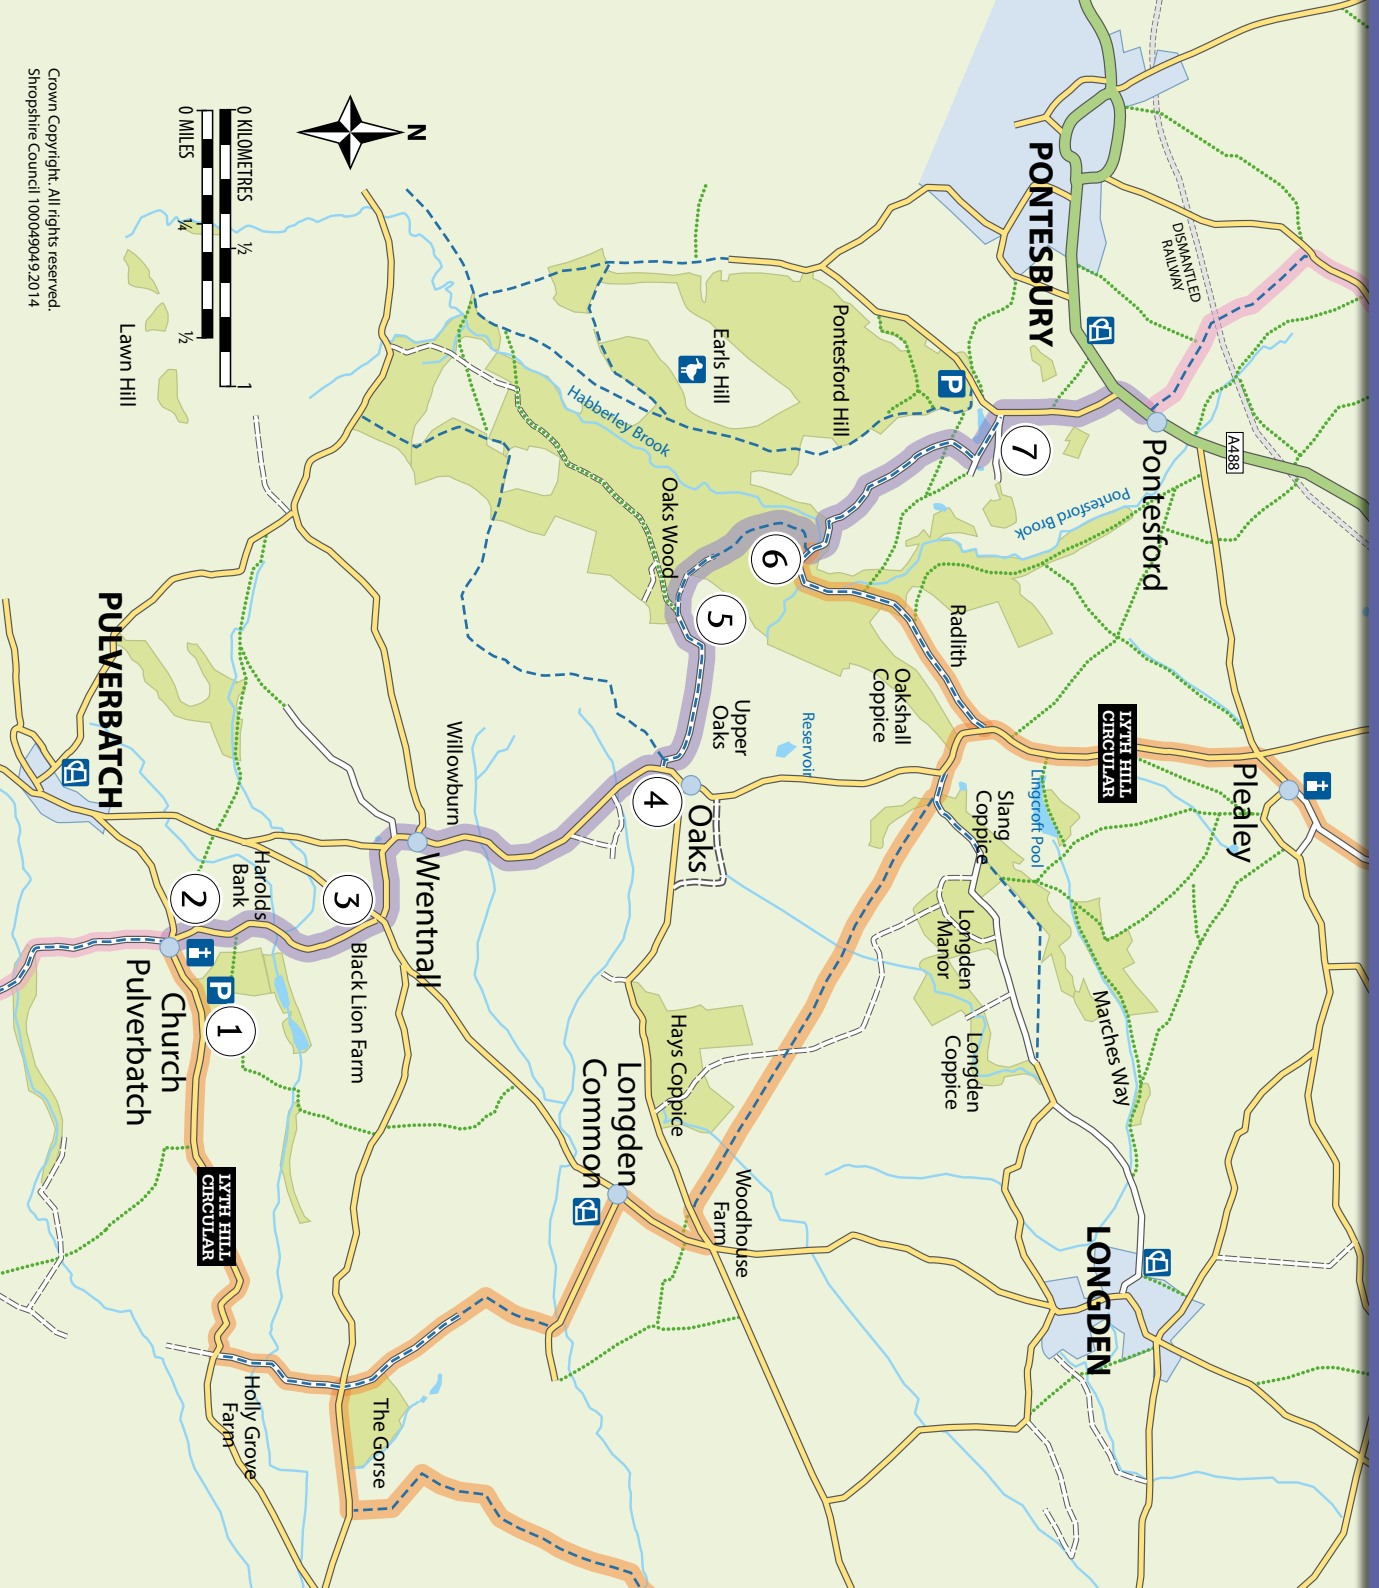 PONTESBURY
DISMANTLED
RAILWAY
A488
Pontesford
Pontesford Brook
7
P
Pontesford Hill
Earls Hill
Habberley Brook
Oaks Wood
6
5
Radlith
Oakshall
Coppice
Upper
Oaks
Reservoir
4
Oaks
LYTH HILL
CIRCULAR
Plealey
Lingcroft Pool
Slang
Coppice
Longden
Manor
Longden
Coppice
Marches Way
LONGDEN
Hays Coppice
Woodhouse
Farm
Longden
Common
Willowburn
Wrentnall
3
Black Lion Farm
Harolds
Bank
2
PULVERBATCH
Church
Pulverbatch
P
1
LYTH HILL
CIRCULAR
The Gorse
Holly Grove
Farm
Lawn Hill
N
0 KILOMETRES
½
1
0 MILES
¼
½
Crown Copyright. All rights reserved.
Shropshire Council 100049049.2014